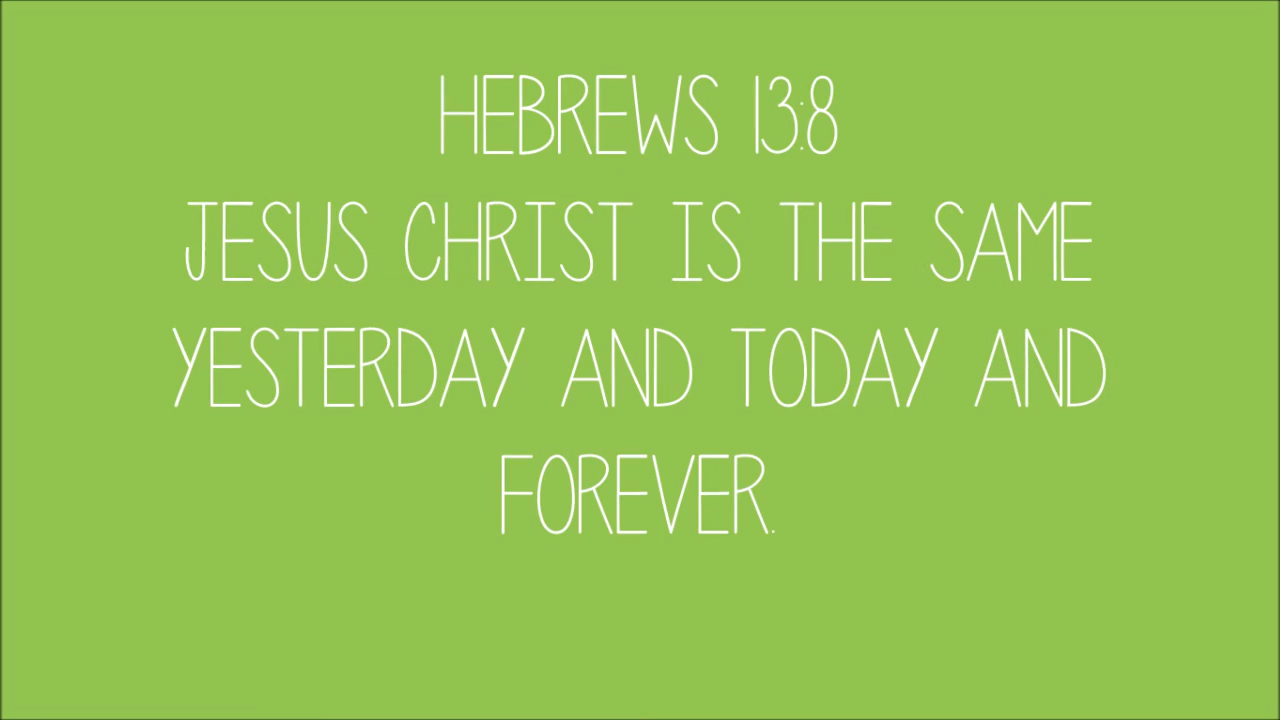 HEBREWS 13:8
JESUS CHRIST IS THE SAME
YESTERDAY AND TODAY AND
FOREVER.